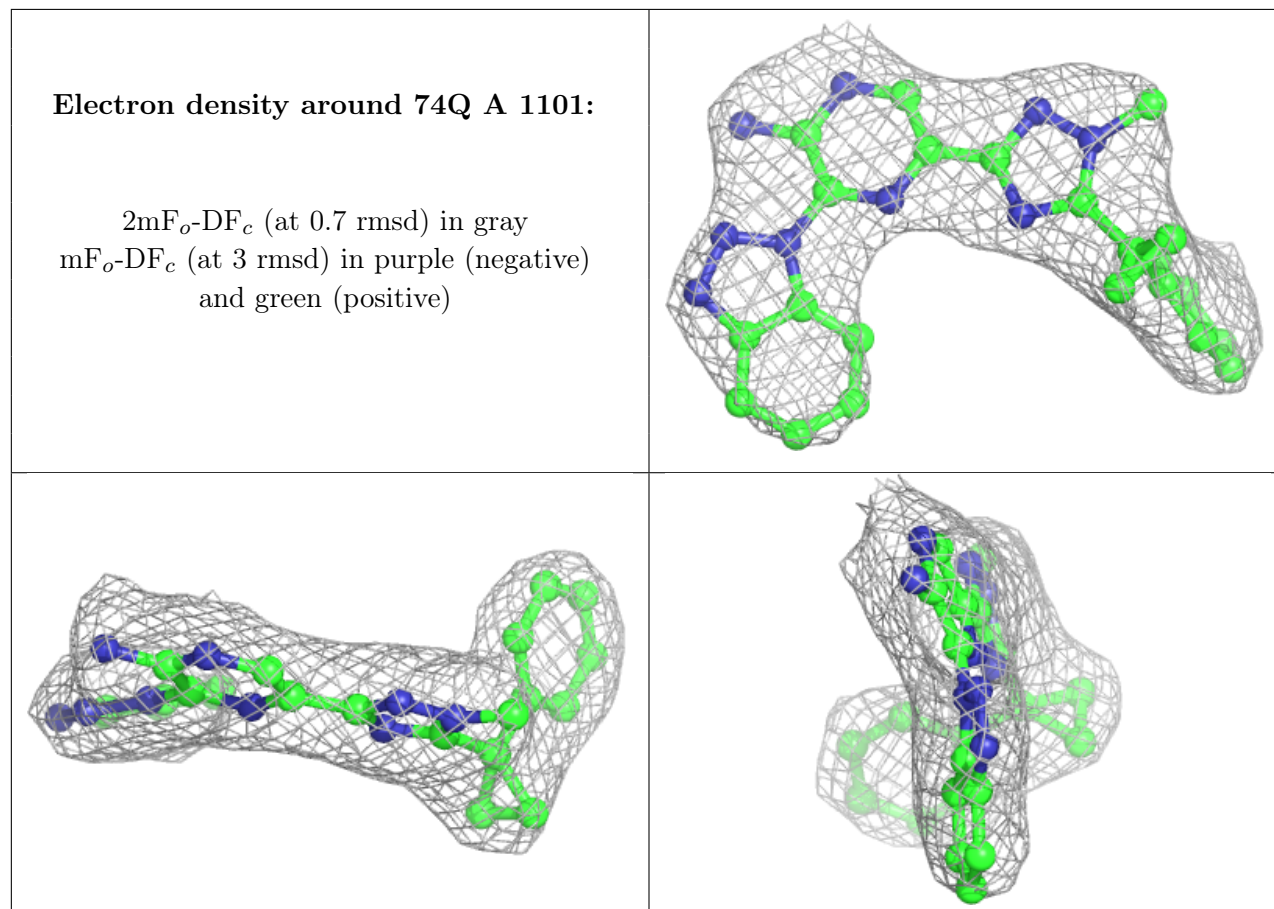 Electron density around 74Q A 1101:
2mFo-DFc (at 0.7 rmsd) in gray
mFo-DFc (at 3 rmsd) in purple (negative)
and green (positive)